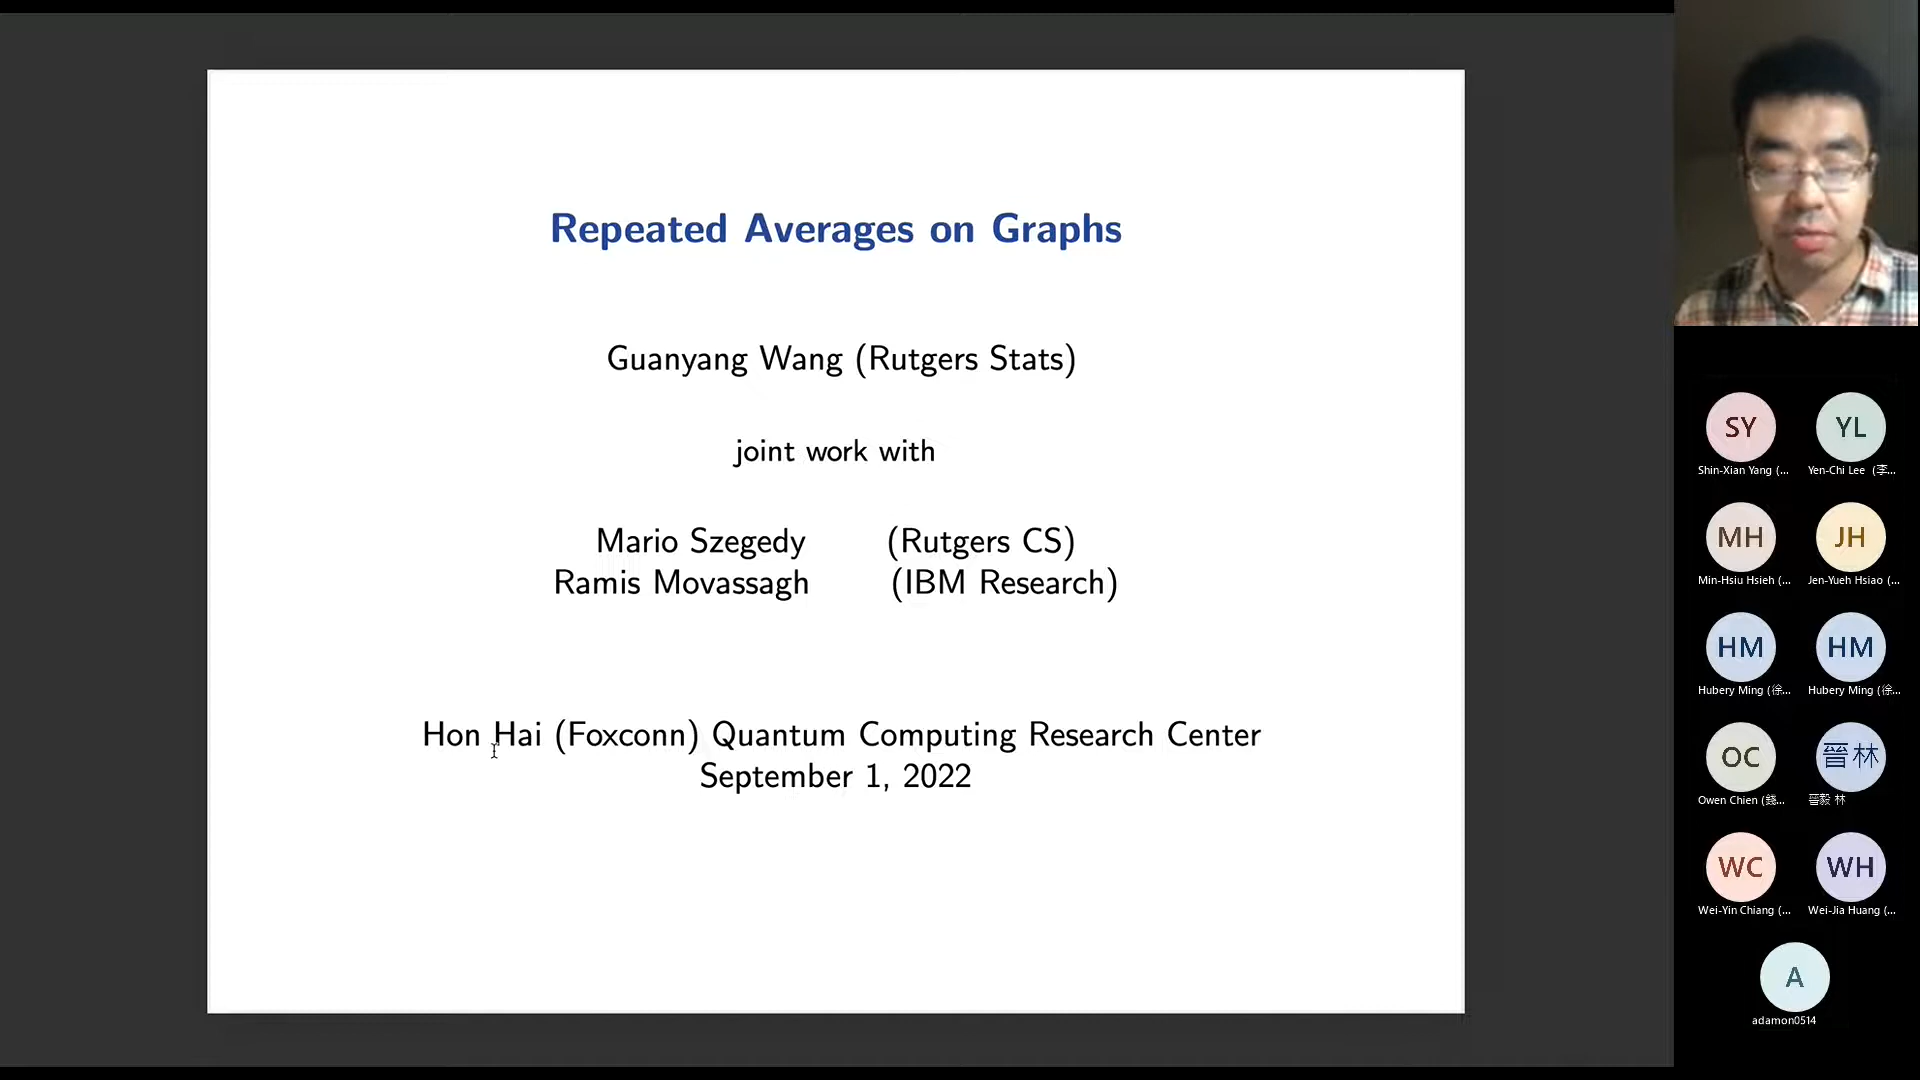 Repeated Averages on Graphs
Guanyang Wang (Rutgers Stats)
joint work with
Mario Szegedy (Rutgers CS)
Ramis Movassagh (IBM Research)
Hon Hai (Foxconn) Quantum Computing Research Center
September 1, 2022
SY YL
Shin-Xian Yang (... Yen-Chi Lee (李...
MH JH
Min-Hsiu Hsieh (... Jen-Yueh Hsiao (...
HM HM
Hubery Ming (徐... Hubery Ming (徐...
OC 晉林
Owen Chien (錢... 晉毅 林
WC WH
Wei-Yin Chiang (... Wei-Jia Huang (...
A
adamon0514